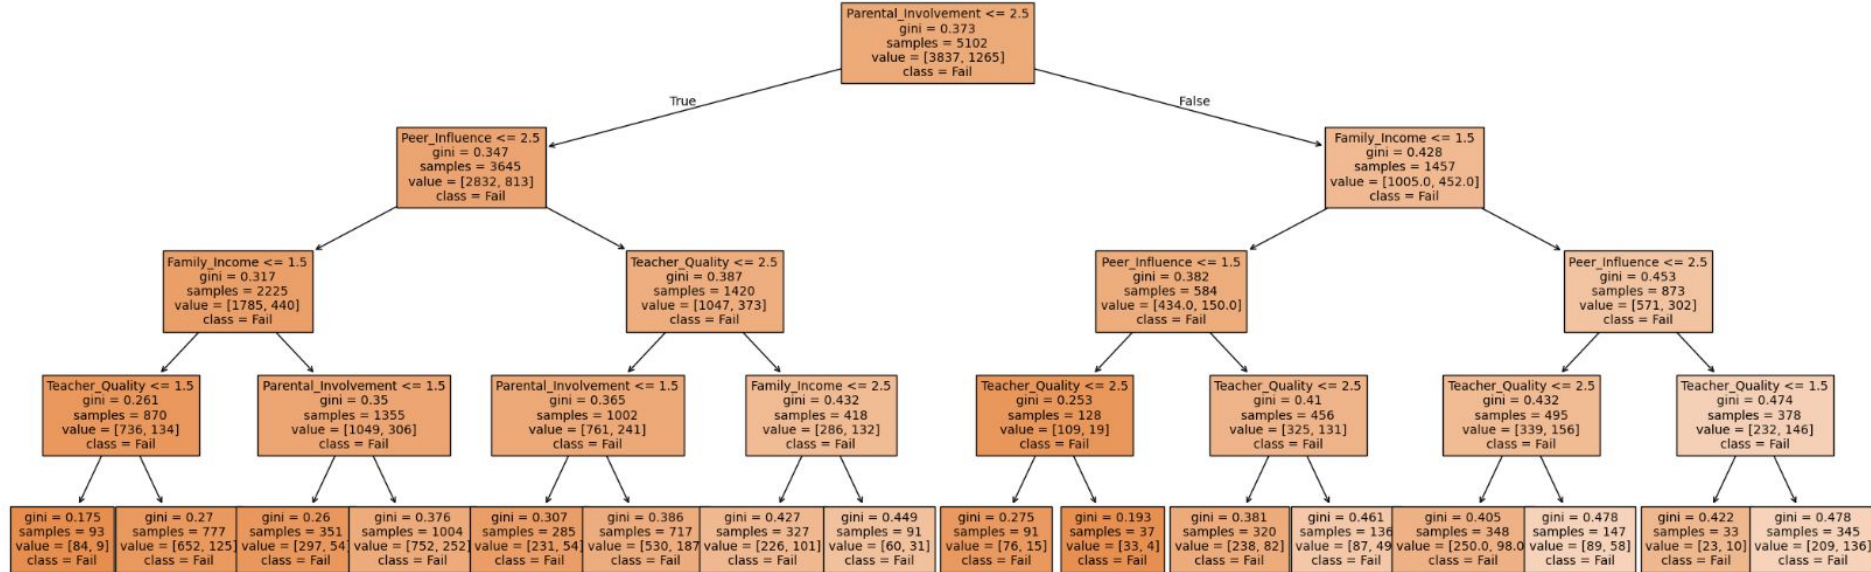 Parental_Involvement <= 2.5
gini = 0.373
samples = 5102
value = [3837, 1265]
class = Fail
True
False
Peer_Influence <= 2.5
gini = 0.347
samples = 3645
value = [2832, 813]
class = Fail
Family_Income <= 1.5
gini = 0.428
samples = 1457
value = [1005.0, 452.0]
class = Fail
Family_Income <= 1.5
gini = 0.317
samples = 2225
value = [1785, 440]
class = Fail
Teacher_Quality <= 2.5
gini = 0.387
samples = 1420
value = [1047, 373]
class = Fail
Peer_Influence <= 1.5
gini = 0.382
samples = 584
value = [434.0, 150.0]
class = Fail
Peer_Influence <= 2.5
gini = 0.453
samples = 873
value = [571, 302]
class = Fail
Teacher_Quality <= 1.5
gini = 0.261
samples = 870
value = [736, 134]
class = Fail
Parental_Involvement <= 1.5
gini = 0.35
samples = 1355
value = [1049, 306]
class = Fail
Parental_Involvement <= 1.5
gini = 0.365
samples = 1002
value = [761, 241]
class = Fail
Family_Income <= 2.5
gini = 0.432
samples = 418
value = [286, 132]
class = Fail
Teacher_Quality <= 2.5
gini = 0.253
samples = 128
value = [109, 19]
class = Fail
Teacher_Quality <= 2.5
gini = 0.41
samples = 456
value = [325, 131]
class = Fail
Teacher_Quality <= 2.5
gini = 0.432
samples = 495
value = [339, 156]
class = Fail
Teacher_Quality <= 1.5
gini = 0.474
samples = 378
value = [232, 146]
class = Fail
gini = 0.175
samples = 93
value = [84, 9]
class = Fail
gini = 0.27
samples = 777
value = [652, 125]
class = Fail
gini = 0.26
samples = 351
value = [297, 54]
class = Fail
gini = 0.376
samples = 1004
value = [752, 252]
class = Fail
gini = 0.307
samples = 285
value = [231, 54]
class = Fail
gini = 0.386
samples = 717
value = [530, 187
class = Fail
gini = 0.427
samples = 327
value = [226, 101]
class = Fail
gini = 0.449
samples = 91
value = [60, 31]
class = Fail
gini = 0.275
samples = 91
value = [76, 15]
class = Fail
gini = 0.193
samples = 37
value = [33, 4]
class = Fail
gini = 0.381
samples = 320
value = [238, 82]
class = Fail
gini = 0.461
samples = 136
value = [87, 49
class = Fail
gini = 0.405
samples = 348
value = [250.0, 98.0
class = Fail
gini = 0.478
samples = 147
value = [89, 58]
class = Fail
gini = 0.422
samples = 33
value = [23, 10]
class = Fail
gini = 0.478
samples = 345
value = [209, 136]
class = Fail